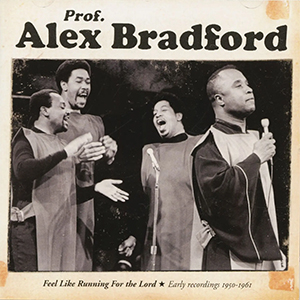 Prof.
Alex Bradford
Feel Like Running For the Lord ★ Early recordings 1950-1961